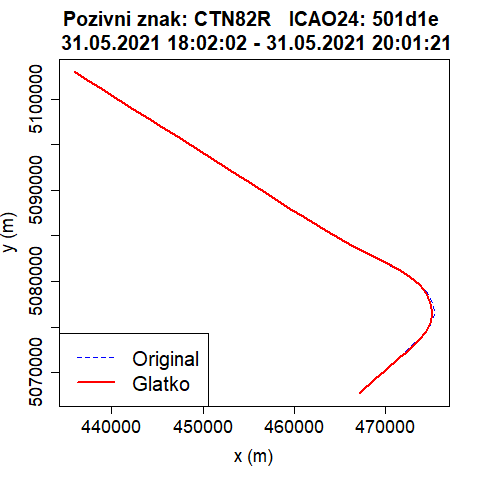 Pozivni znak: CTN82R ICAO24: 501d1e
31.05.2021 18:02:02 - 31.05.2021 20:01:21
y (m)
5100000
5090000
5080000
5070000
Original
Glatko
440000 450000 460000 470000
x (m)